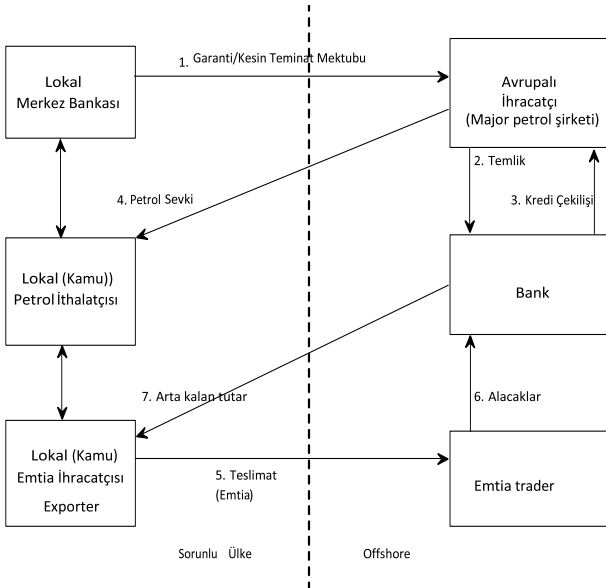 1. Garanti/Kesin Teminat Mektubu
Lokal
Merkez Bankası
Avrupalı
İhracatçı
(Major petrol şirketi)
2. Temlik
3. Kredi Çekilişi
4. Petrol Sevki
Lokal (Kamu))
Petrol İthalatçısı
Bank
7. Arta kalan tutar
6. Alacaklar
Lokal (Kamu)
Emtia İhracatçısı
Exporter
5. Teslimat
(Emtia)
Emtia trader
Sorunlu Ülke
Offshore